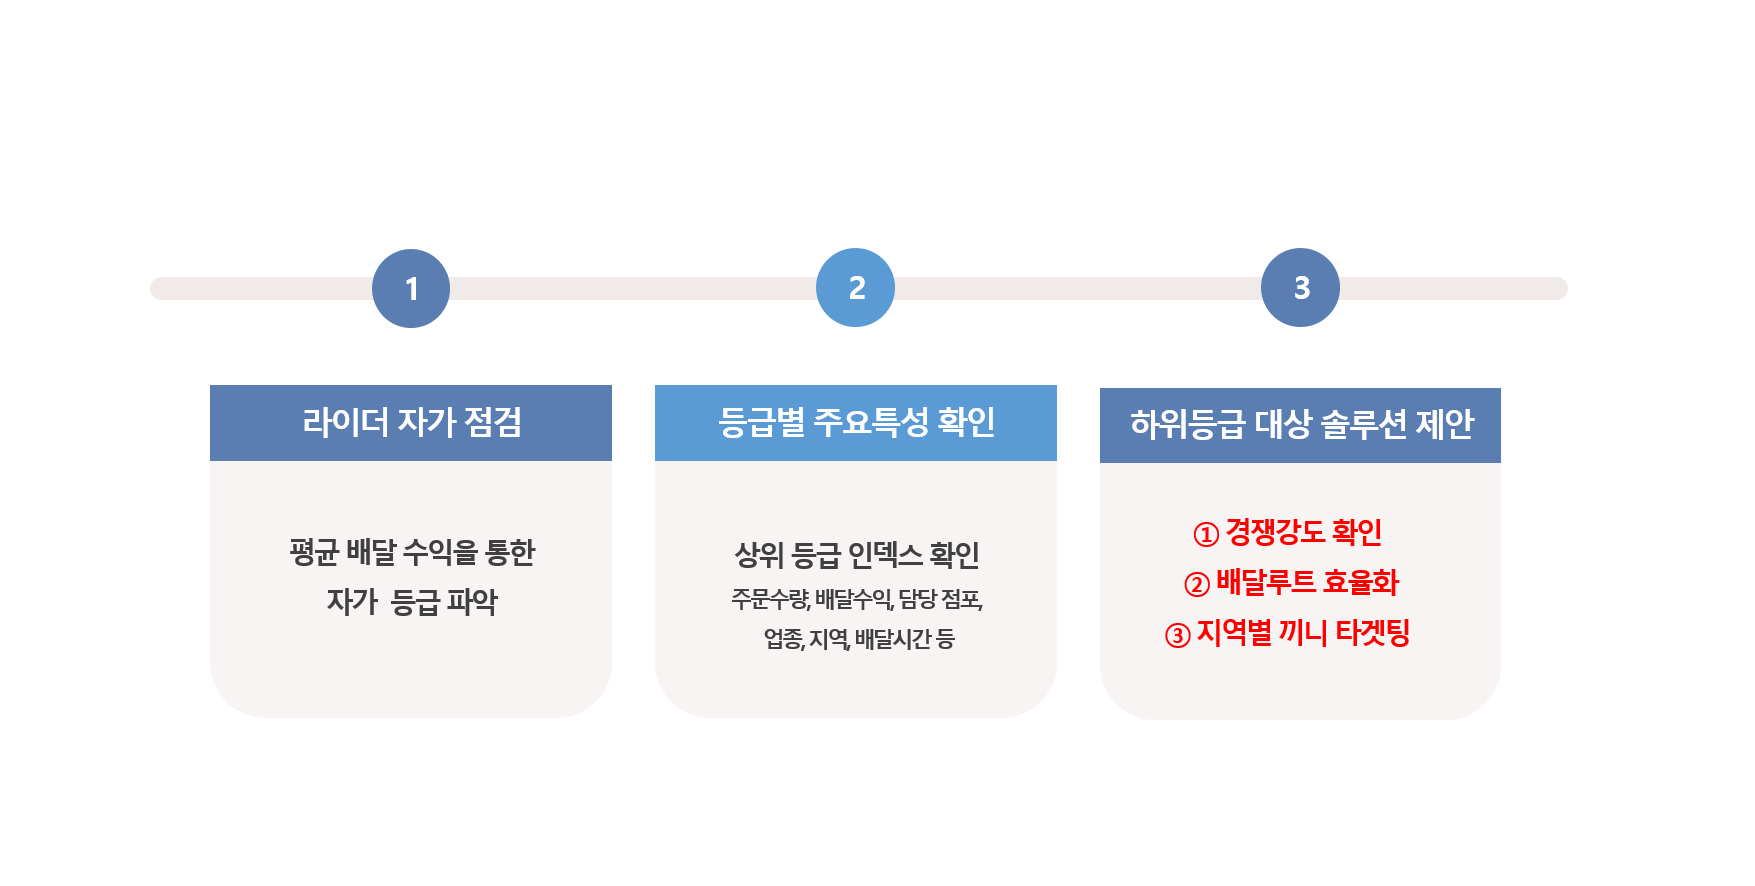 1
라이더 자가 점검
평균 배달 수익을 통한
자가 등급 파악
2
등급별 주요특성 확인
상위 등급 인덱스 확인
주문수량, 배달수익, 담당 점포,
업종, 지역, 배달시간 등
3
하위등급 대상 솔루션 제안
① 경쟁강도 확인
② 배달루트 효율화
③ 지역별 끼니 타겟팅